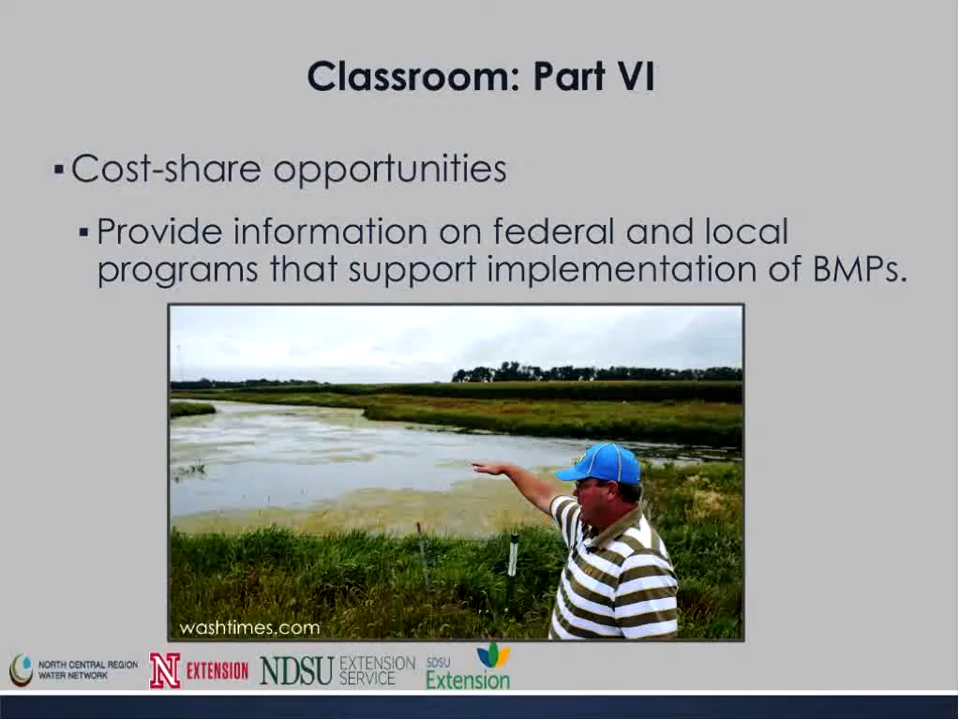 Classroom: Part VI
▪Cost-share opportunities
▪Provide information on federal and local
programs that support implementation of BMPs.
washtimes.com
NORTH CENTRAL REGION
WATER NETWORK
N EXTENSION
NDSU EXTENSION
SERVICE
SDSU
Extension